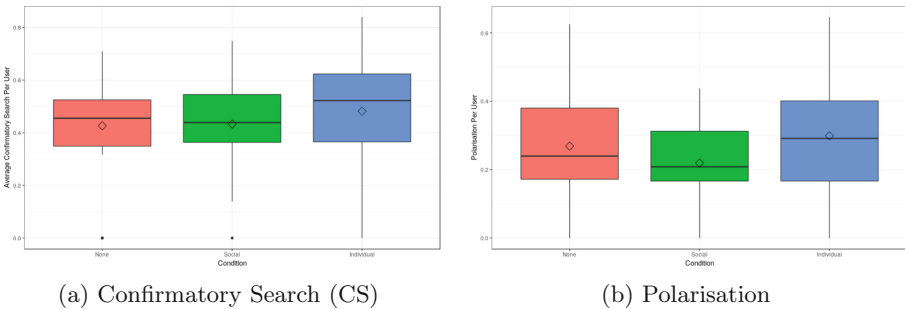 Average Confirmatory Search Per User
0.8
0.6
0.4
0.2
0.0
None
Social
Individual
Condition
(a) Confirmatory Search (CS)
Polarisation Per User
0.6
0.4
0.2
0.0
None
Social
Individual
Condition
(b) Polarisation